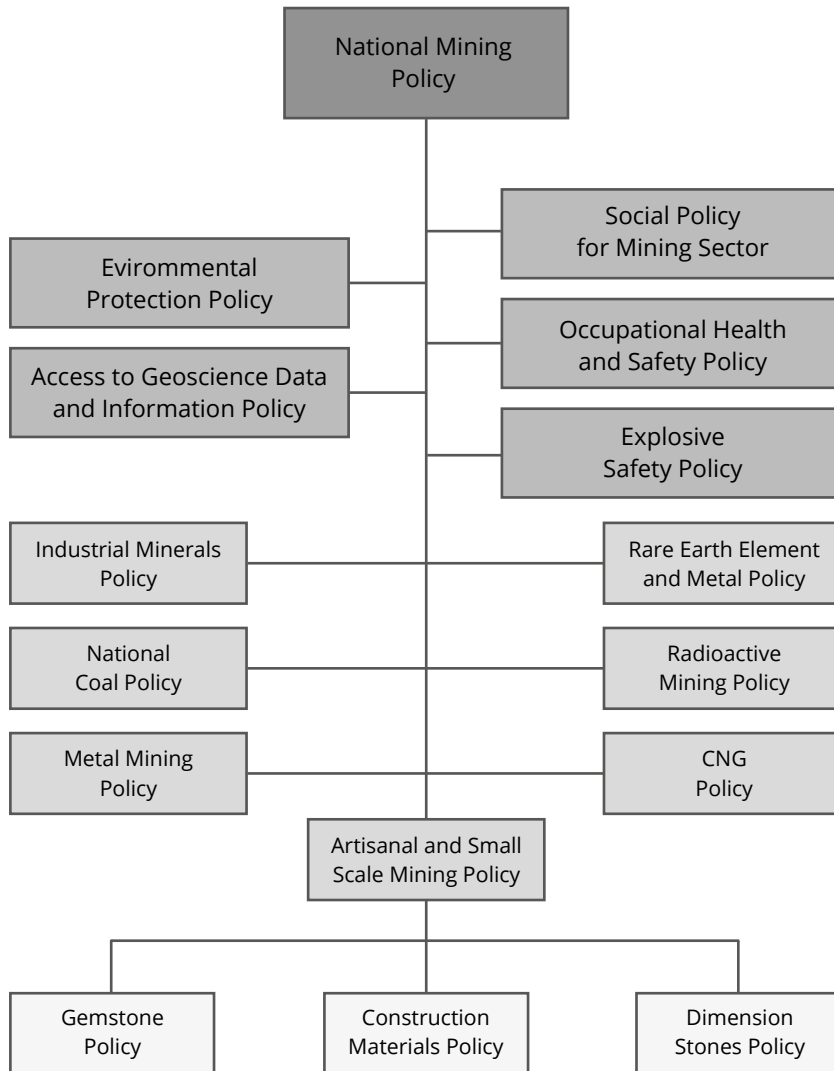 National Mining
Policy
Social Policy
for Mining Sector
Evirommental
Protection Policy
Occupational Health
and Safety Policy
Access to Geoscience Data
and Information Policy
Explosive
Safety Policy
Industrial Minerals
Policy
Rare Earth Element
and Metal Policy
National
Coal Policy
Radioactive
Mining Policy
Metal Mining
Policy
CNG
Policy
Artisanal and Small
Scale Mining Policy
Gemstone
Policy
Construction
Materials Policy
Dimension
Stones Policy